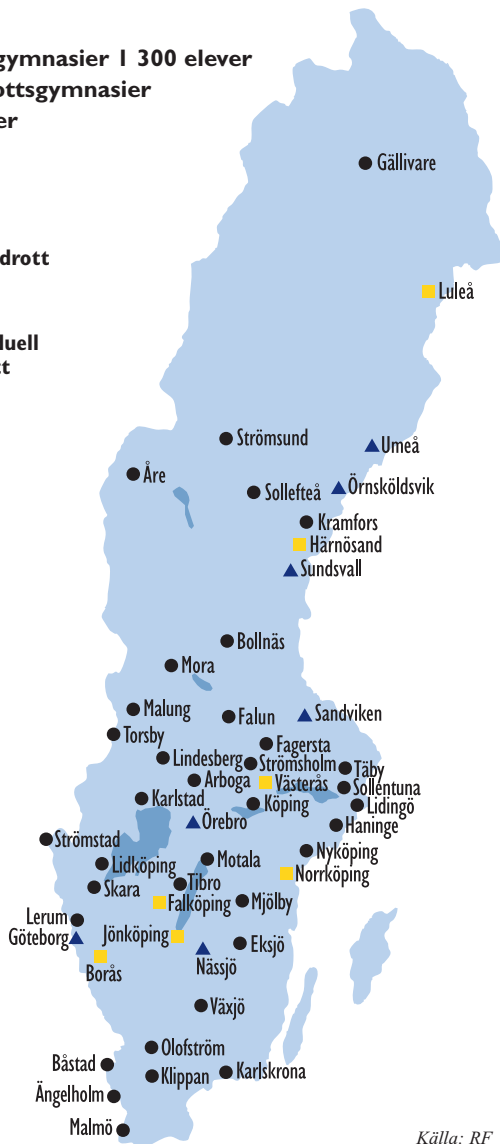 gymnasier 1 300 elever
ottsgymnasier
er
drott
luell
tt
Gällivare
Luleå
Strömsund
Umeå
Åre
Sollefteå
Örnsköldsvik
Kramfors
Härnösand
Sundsvall
Bollnäs
Mora
Malung
Falun
Sandviken
Torsby
Fagersta
Lindesberg
Strömsholm
Täby
Arboga
Västerås
Sollentuna
Karlstad
Köping
Lidingö
Örebro
Haninge
Strömstad
Motala
Nyköping
Lidköping
Norrköping
Skara
Tibro
Falköping
Mjölby
Lerum
Göteborg
Jönköping
Eksjö
Nässjö
Borås
Växjö
Olofström
Båstad
Klippan
Karlskrona
Ängelholm
Malmö
Källa: RF